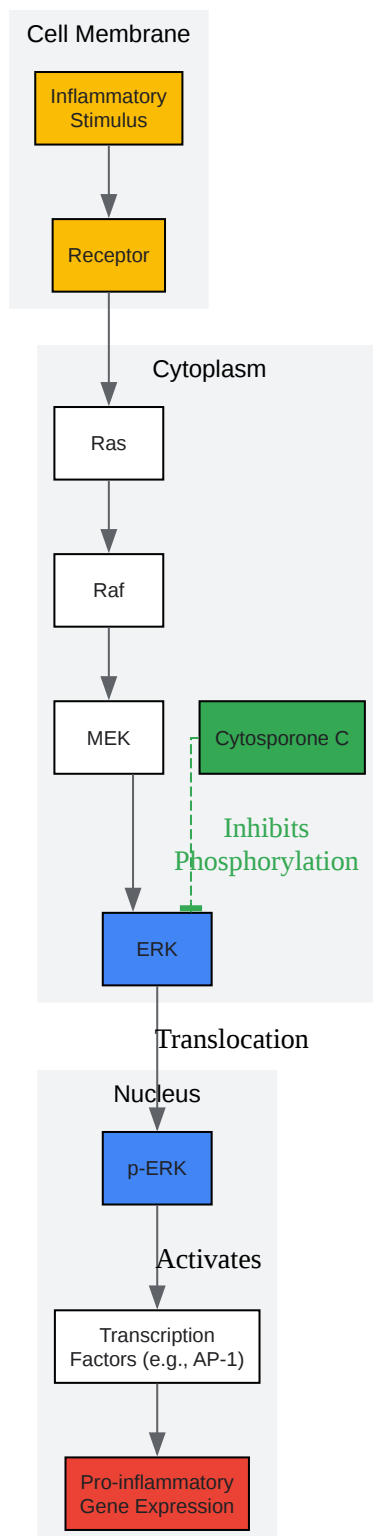 Cell Membrane
Inflammatory
Stimulus
Receptor
Cytoplasm
Ras
Raf
MEK
Cytosporone C
Inhibits
Phosphorylation
ERK
Translocation
Nucleus
p-ERK
Activates
Transcription
Factors (e.g., AP-1)
Pro-inflammatory
Gene Expression